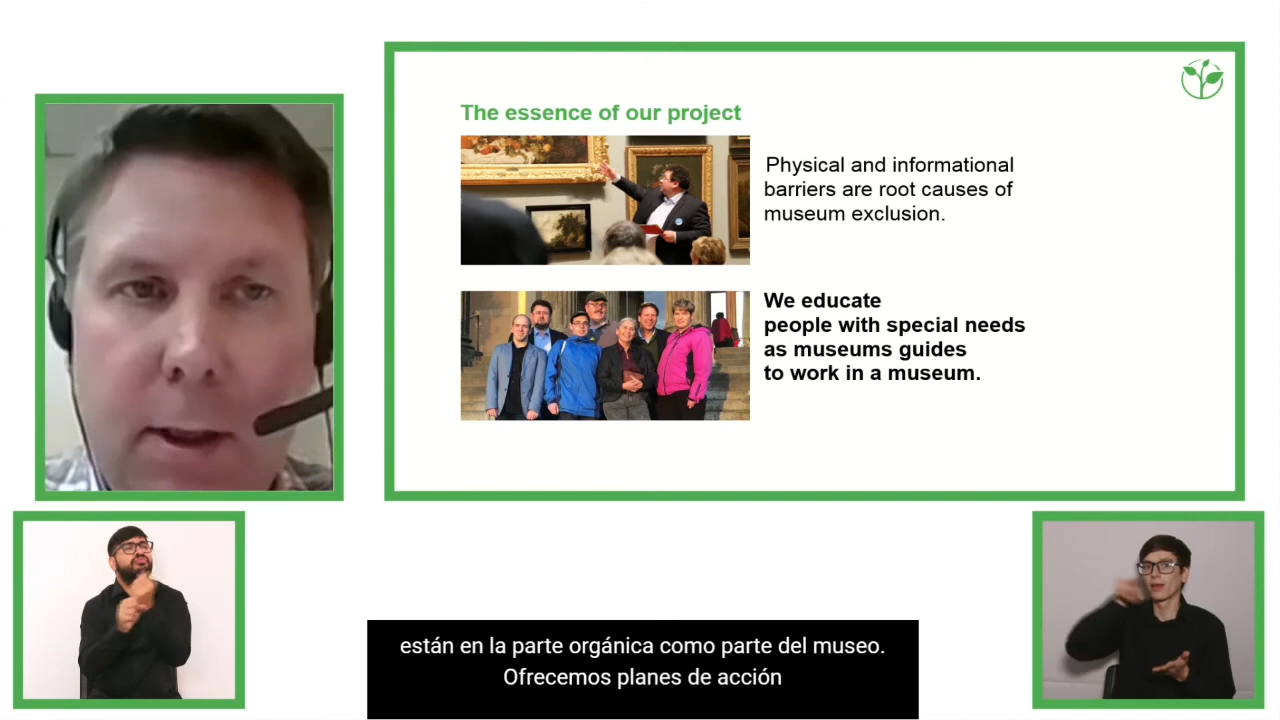 The essence of our project
Physical and informational
barriers are root causes of
museum exclusion.
We educate
people with special needs
as museums guides
to work in a museum.
están en la parte orgánica como parte del museo.
Ofrecemos planes de acción